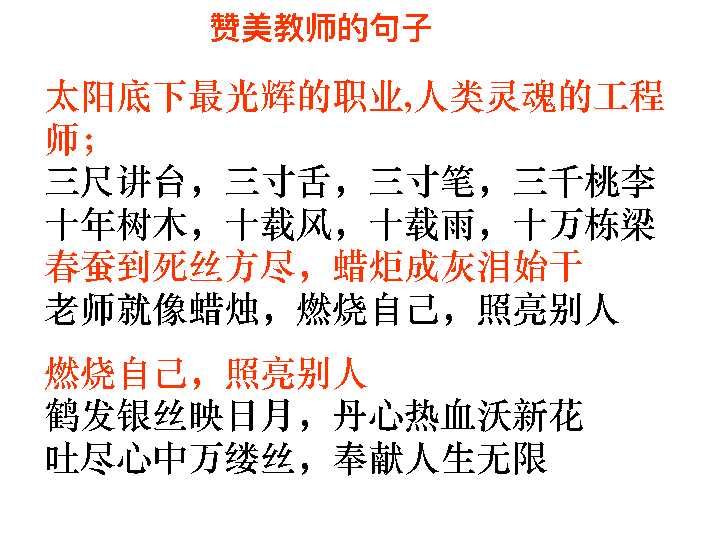 赞美教师的句子
太阳底下最光辉的职业,人类灵魂的工程
师；
三尺讲台，三寸舌，三寸笔，三千桃李
十年树木，十载风，十载雨，十万栋梁
春蚕到死丝方尽，蜡炬成灰泪始干
老师就像蜡烛，燃烧自己，照亮别人
燃烧自己，照亮别人
鹤发银丝映日月，丹心热血沃新花
吐尽心中万缕丝，奉献人生无限